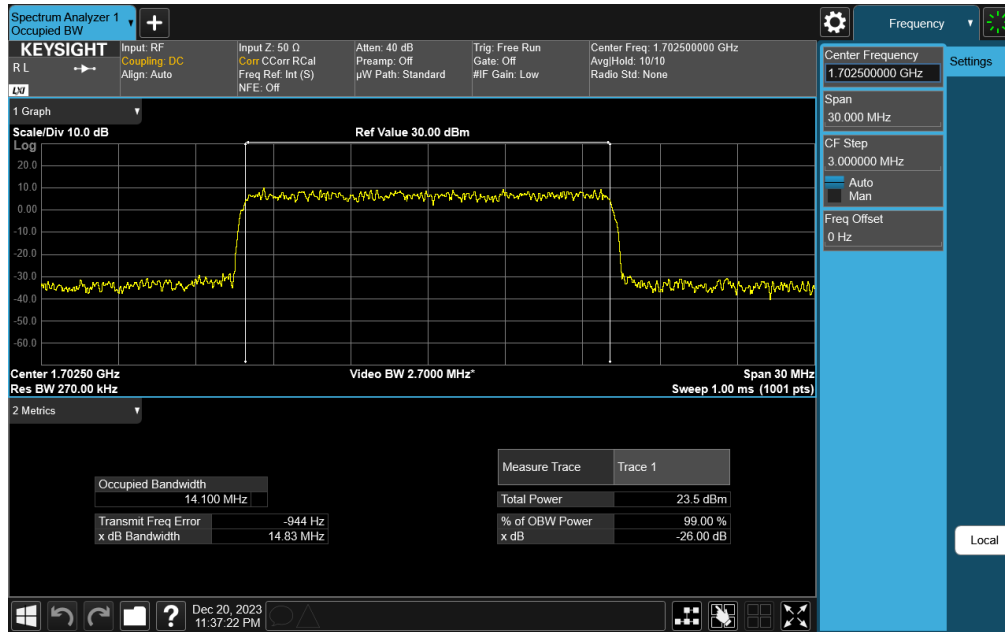 Spectrum Analyzer 1
Occupied BW
Frequency
KEYSIGHT
R L
LXI
Input: RF
Coupling: DC
Align: Auto
Input Z: 50 Ω
Corr CCorr RCal
Freq Ref: Int (S)
NFE: Off
Atten: 40 dB
Preamp: Off
µW Path: Standard
Trig: Free Run
Gate: Off
#IF Gain: Low
Center Freq: 1.702500000 GHz
Avg|Hold: 10/10
Radio Std: None
Center Frequency
1.702500000 GHz
Settings
Span
30.000 MHz
CF Step
3.000000 MHz
Auto
Man
Freq Offset
0 Hz
Local
1 Graph
Scale/Div 10.0 dB
Ref Value 30.00 dBm
Log
20.0
10.0
0.00
-10.0
-20.0
-30.0
-40.0
-50.0
-60.0
Center 1.70250 GHz
Video BW 2.7000 MHz*
Span 30 MHz
Res BW 270.00 kHz
Sweep 1.00 ms (1001 pts)
2 Metrics
Occupied Bandwidth
14.100 MHz
Transmit Freq Error -944 Hz
x dB Bandwidth 14.83 MHz
Measure Trace Trace 1
Total Power 23.5 dBm
% of OBW Power 99.00 %
x dB -26.00 dB
?
Dec 20, 2023
11:37:22 PM